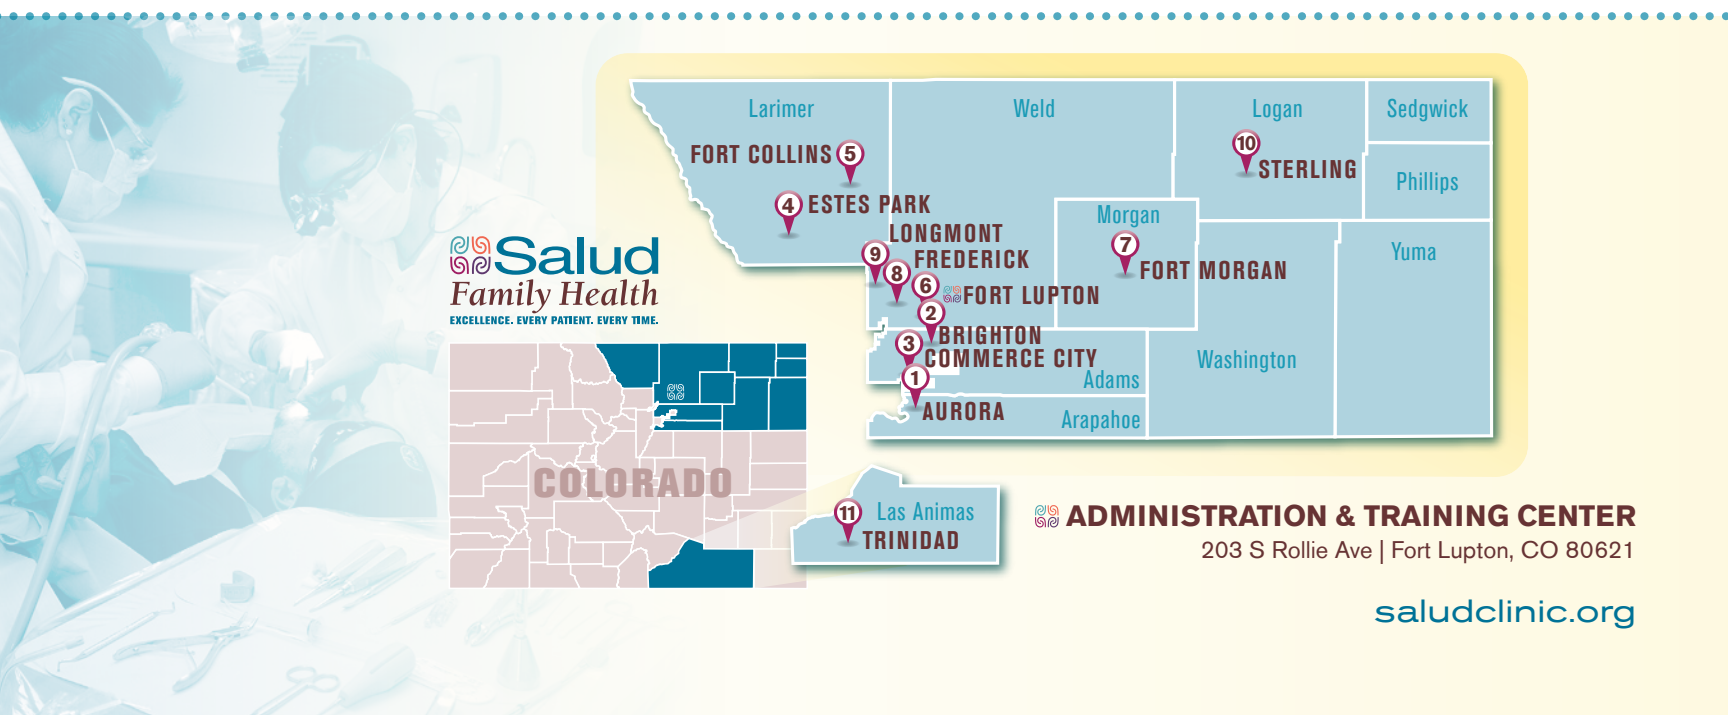 Larimer
Weld
Logan
Sedgwick
Phillips
Yuma
Morgan
Washington
Adams
Arapahoe
5
FORT COLLINS
4
ESTES PARK
10
STERLING
9
LONGMONT
8
FREDERICK
6
FORT LUPTON
7
FORT MORGAN
2
BRIGHTON
3
COMMERCE CITY
1
AURORA
Salud
Family Health
EXCELLENCE. EVERY PATIENT. EVERY TIME.
COLORADO
11
Las Animas
TRINIDAD
ADMINISTRATION & TRAINING CENTER
203 S Rollie Ave | Fort Lupton, CO 80621
saludclinic.org